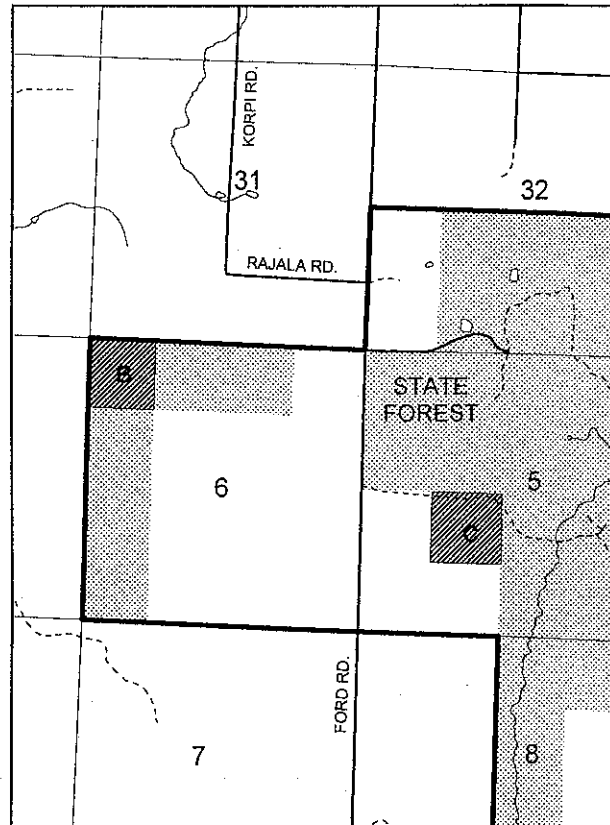 KORPI RD.
31
32
RAJALA RD.
B
STATE
FOREST
6
5
C
FORD RD.
7
8